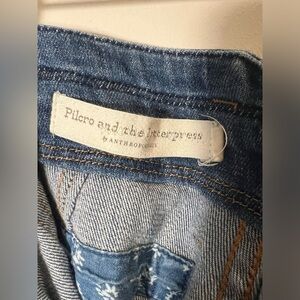 Pilcro and the Letterpress
by ANTHROPOLOGIE